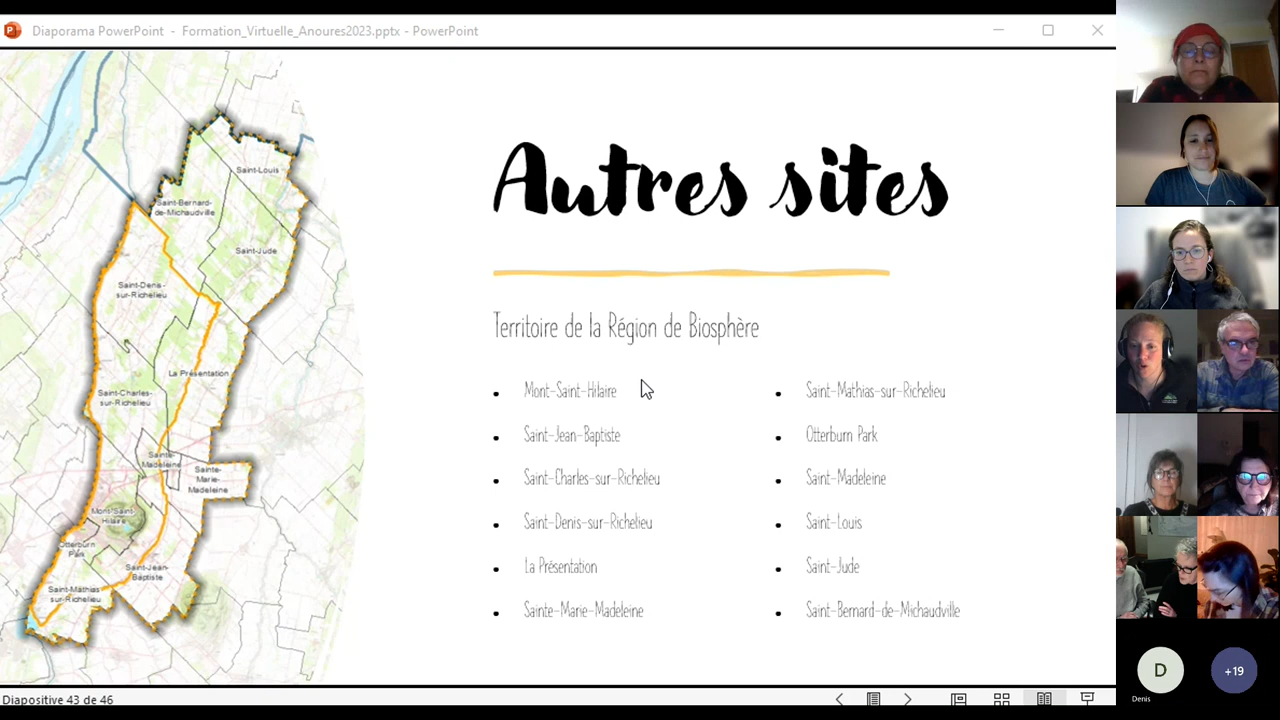 Diaporama PowerPoint - Formation_Virtuelle_Anoures2023.pptx - PowerPoint
Saint-Louis
Saint-Bernard-
de-Michaudville
Saint-Jude
Saint-Denis-
sur-Richelieu
La Présentation
Saint-Charles-
sur-Richelieu
Sainte-
Madeleine
Sainte-
Marie-
Madeleine
Mont-Saint-
Hilaire
Otterburn
Park
Saint-Jean-
Baptiste
Saint-Mathias-
sur-Richelieu
Autres sites
Territoire de la Région de Biosphère
• Mont-Saint-Hilaire
• Saint-Jean-Baptiste
• Saint-Charles-sur-Richelieu
• Saint-Denis-sur-Richelieu
• La Présentation
• Sainte-Marie-Madeleine
• Saint-Mathias-sur-Richelieu
• Otterburn Park
• Saint-Madeleine
• Saint-Louis
• Saint-Jude
• Saint-Bernard-de-Michaudville
Diapositive 43 de 46
D
Denis
+19